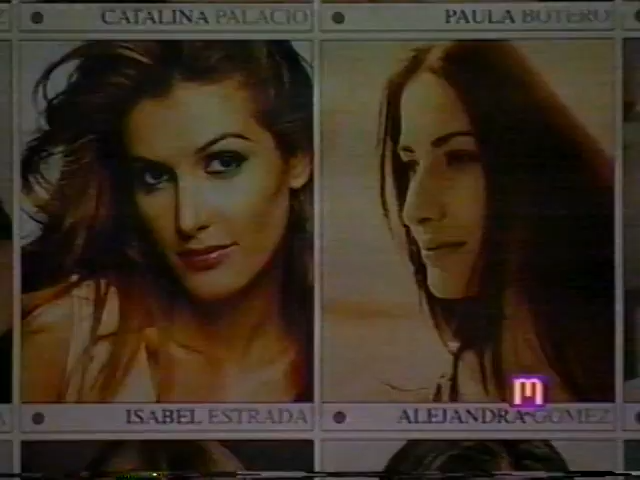 CATALINA PALACIO
PAULA BOTERO
ISABEL ESTRADA
ALEJANDRA GOMEZ
M